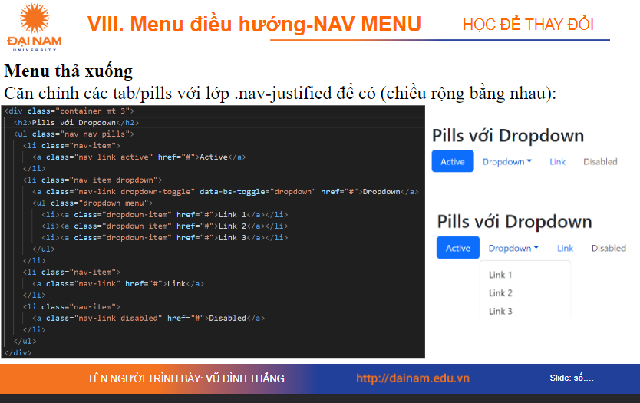 ĐẠI NAM
UNIVERSITY
VIII. Menu điều hướng-NAV MENU
HỌC ĐỂ THAY ĐỔI
Menu thả xuống
Căn chỉnh các tab/pills với lớp .nav-justified để có (chiều rộng bằng nhau):
<div class="container mt-3">
<h2>Pills với Dropdown</h2>
<ul class="nav nav-pills">
<li class="nav-item">
<a class="nav-link active" href="#">Active</a>
</li>
<li class="nav-item dropdown">
<a class="nav-link dropdown-toggle" data-bs-toggle="dropdown" href="#">Dropdown</a>
<ul class="dropdown-menu">
<li><a class="dropdown-item" href="#">Link 1</a></li>
<li><a class="dropdown-item" href="#">Link 2</a></li>
<li><a class="dropdown-item" href="#">Link 3</a></li>
</ul>
</li>
<li class="nav-item">
<a class="nav-link" href="#">Link</a>
</li>
<li class="nav-item">
<a class="nav-link disabled" href="#">Disabled</a>
</li>
</ul>
</div>
Pills với Dropdown
Active Dropdown Link Disabled
Pills với Dropdown
Active Dropdown Link Disabled
Link 1
Link 2
Link 3
TÊN NGƯỜI TRÌNH BÀY: VŨ ĐÌNH THẮNG
http://dainam.edu.vn
Slide: số....